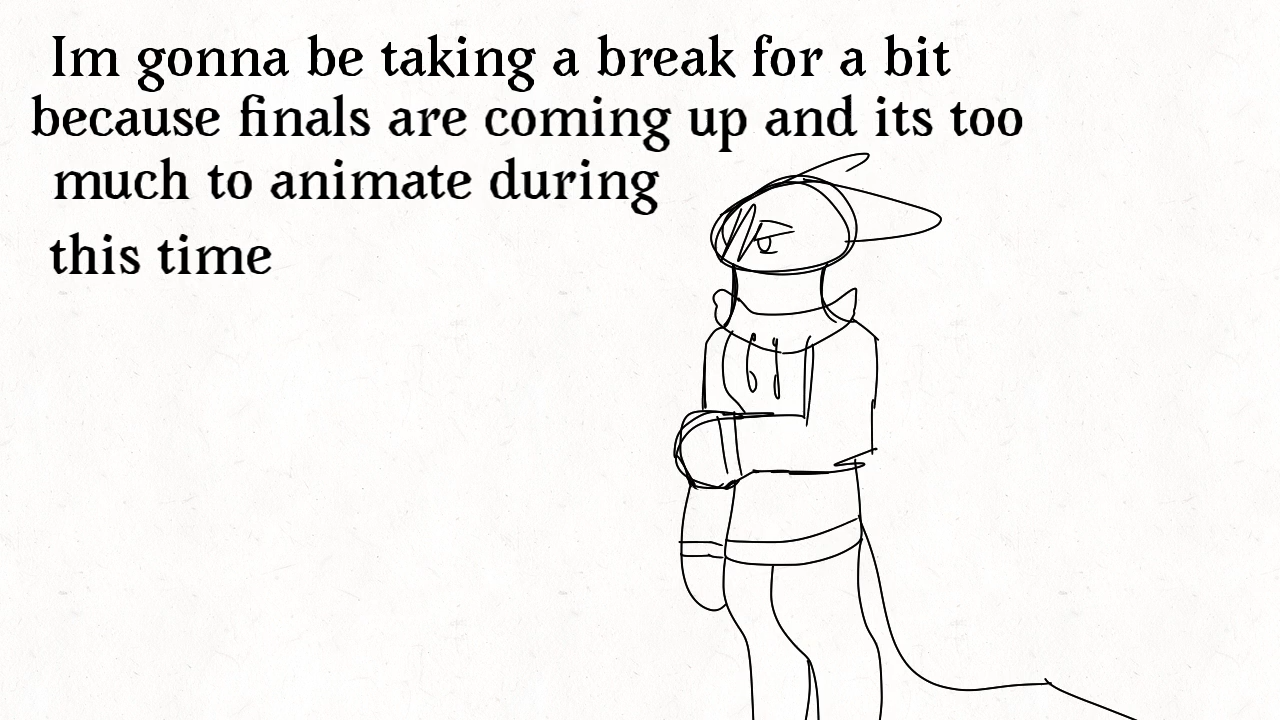 Im gonna be taking a break for a bit
because finals are coming up and its too
much to animate during
this time